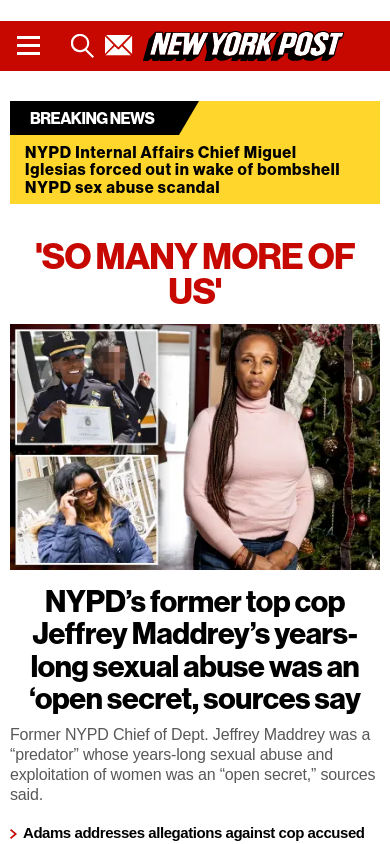 NEW YORK POST
BREAKING NEWS
NYPD Internal Affairs Chief Miguel
Iglesias forced out in wake of bombshell
NYPD sex abuse scandal
'SO MANY MORE OF
US'
NYPD’s former top cop
Jeffrey Maddrey’s years-
long sexual abuse was an
‘open secret, sources say
Former NYPD Chief of Dept. Jeffrey Maddrey was a
“predator” whose years-long sexual abuse and
exploitation of women was an “open secret,” sources
said.
Adams addresses allegations against cop accused